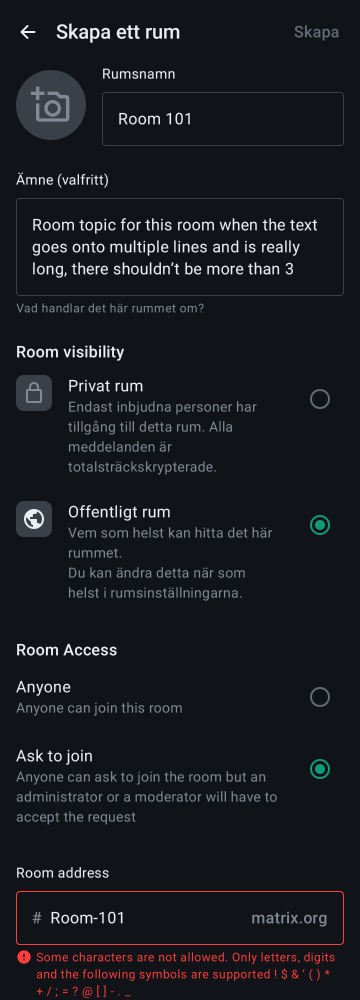 Skapa ett rum
Skapa
Rumsnamn
Room 101
Ämne (valfritt)
Room topic for this room when the text
goes onto multiple lines and is really
long, there shouldn’t be more than 3
Vad handlar det här rummet om?
Room visibility
Privat rum
Endast inbjudna personer har
tillgång till detta rum. Alla
meddelanden är
totalsträckskrypterade.
Offentligt rum
Vem som helst kan hitta det här
rummet.
Du kan ändra detta när som
helst i rumsinställningarna.
Room Access
Anyone
Anyone can join this room
Ask to join
Anyone can ask to join the room but an
administrator or a moderator will have to
accept the request
Room address
# Room-101 matrix.org
Some characters are not allowed. Only letters, digits
and the following symbols are supported ! $ & ‘ ( ) *
+ / ; = ? @ [ ] - . _